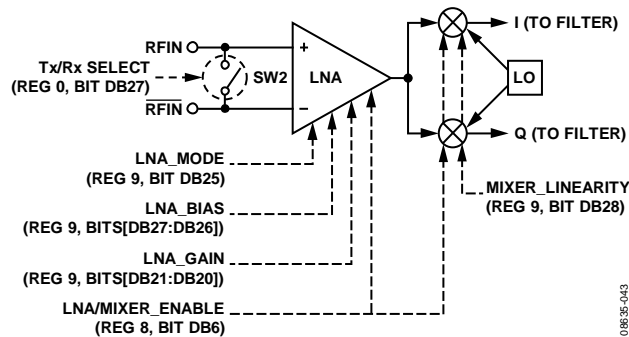 RFIN
I (TO FILTER)
Tx/Rx SELECT
(REG 0, BIT DB27)
SW2
LNA
+
−
LO
RFIN
Q (TO FILTER)
LNA_MODE
(REG 9, BIT DB25)
MIXER_LINEARITY
(REG 9, BIT DB28)
LNA_BIAS
(REG 9, BITS[DB27:DB26])
LNA_GAIN
(REG 9, BITS[DB21:DB20])
LNA/MIXER_ENABLE
(REG 8, BIT DB6)
08635-043